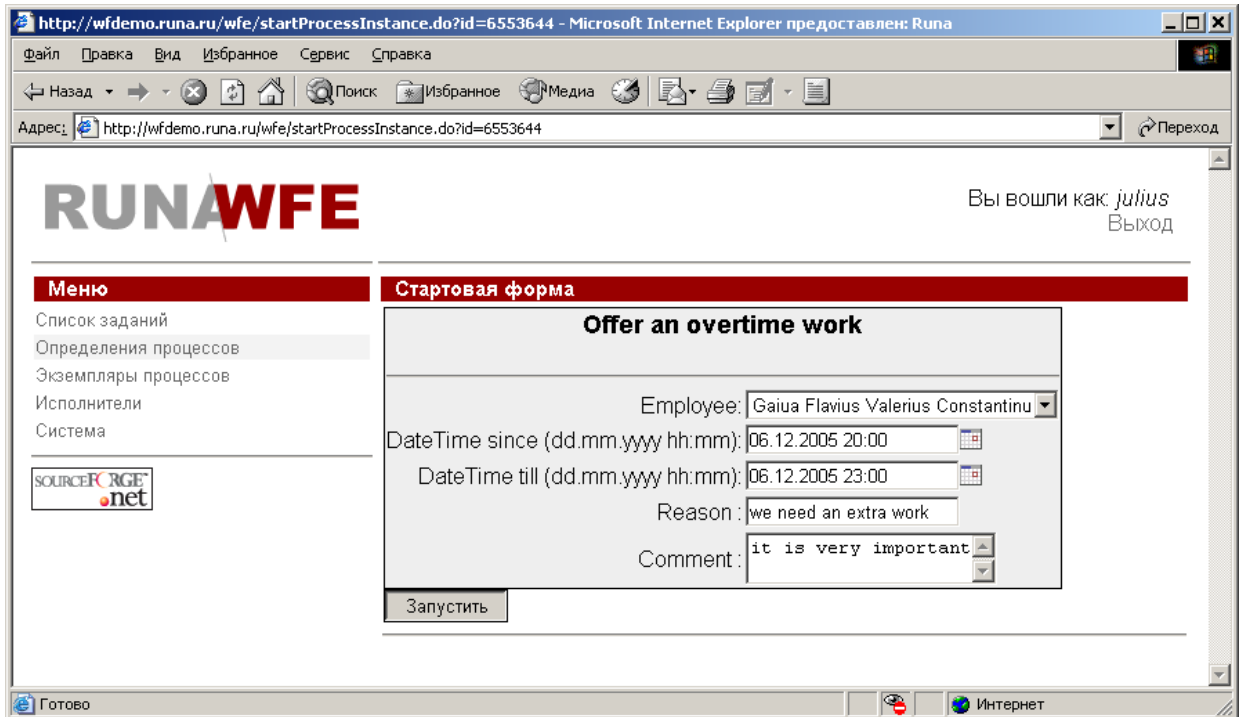 http://wfdemo.runa.ru/wfe/startProcessInstance.do?id=6553644 - Microsoft Internet Explorer предоставлен: Runa
Файл Правка Вид Избранное Сервис Справка
Назад Поиск Избранное Медиа
Адрес: http://wfdemo.runa.ru/wfe/startProcessInstance.do?id=6553644 Переход
RUNAWFE
Вы вошли как: julius
Выход
Меню
Список заданий
Определения процессов
Экземпляры процессов
Исполнители
Система
SOURCEFORGE
.net
Стартовая форма
Offer an overtime work
Employee: Gaiua Flavius Valerius Constantinu
DateTime since (dd.mm.yyyy hh:mm): 06.12.2005 20:00
DateTime till (dd.mm.yyyy hh:mm): 06.12.2005 23:00
Reason : we need an extra work
Comment : it is very important
Запустить
Готово Интернет